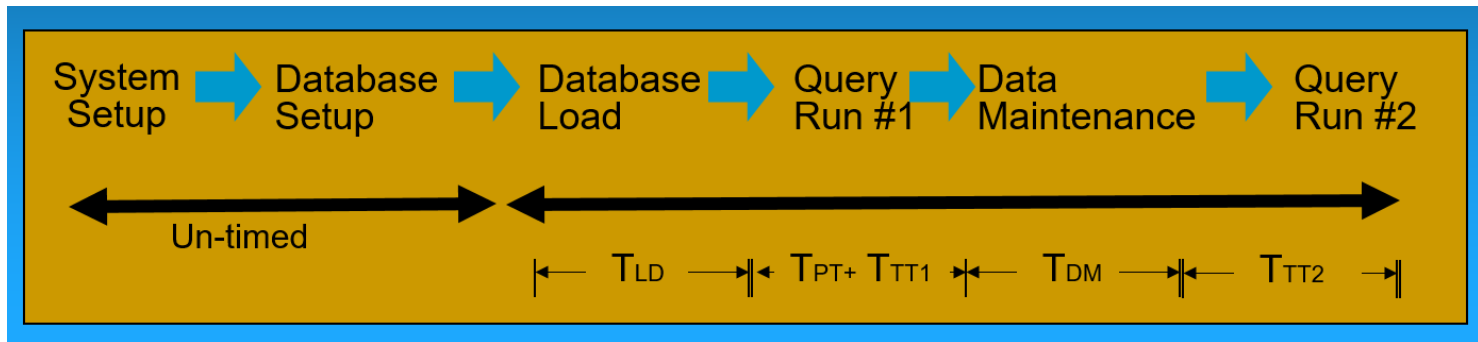 System
Setup
Database
Setup
Database
Load
Query
Run #1
Data
Maintenance
Query
Run #2
Un-timed
TLD
TPT+ TTT1
TDM
TTT2